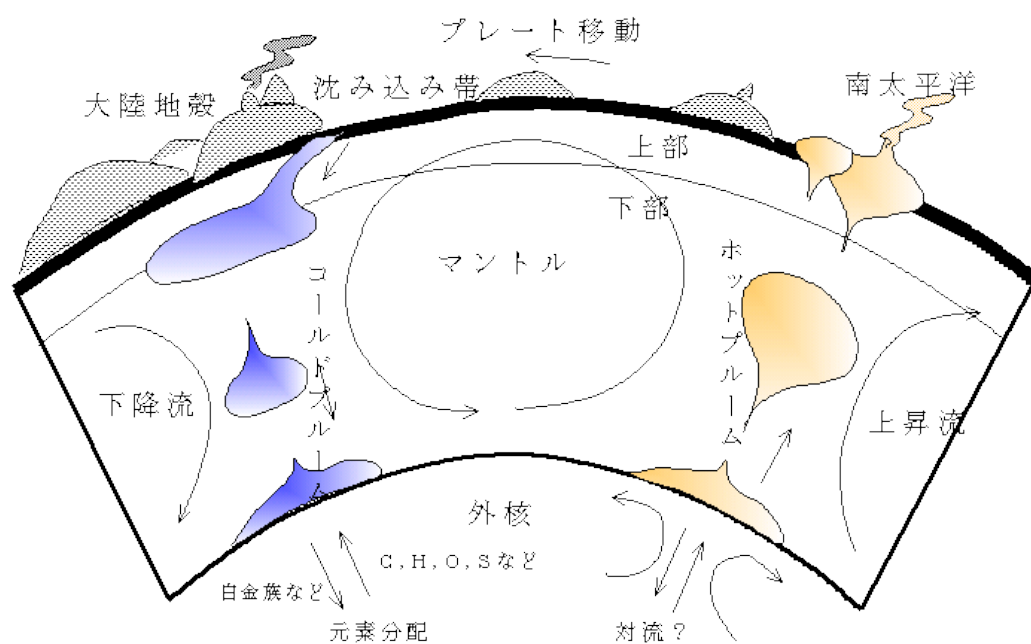 プレート移動
沈み込み帯
大陸地殻
南太平洋
上部
下部
マントル
コールドプルーム
ホットプルーム
下降流
上昇流
外核
C,H,O,Sなど
白金族など
元素分配
対流?